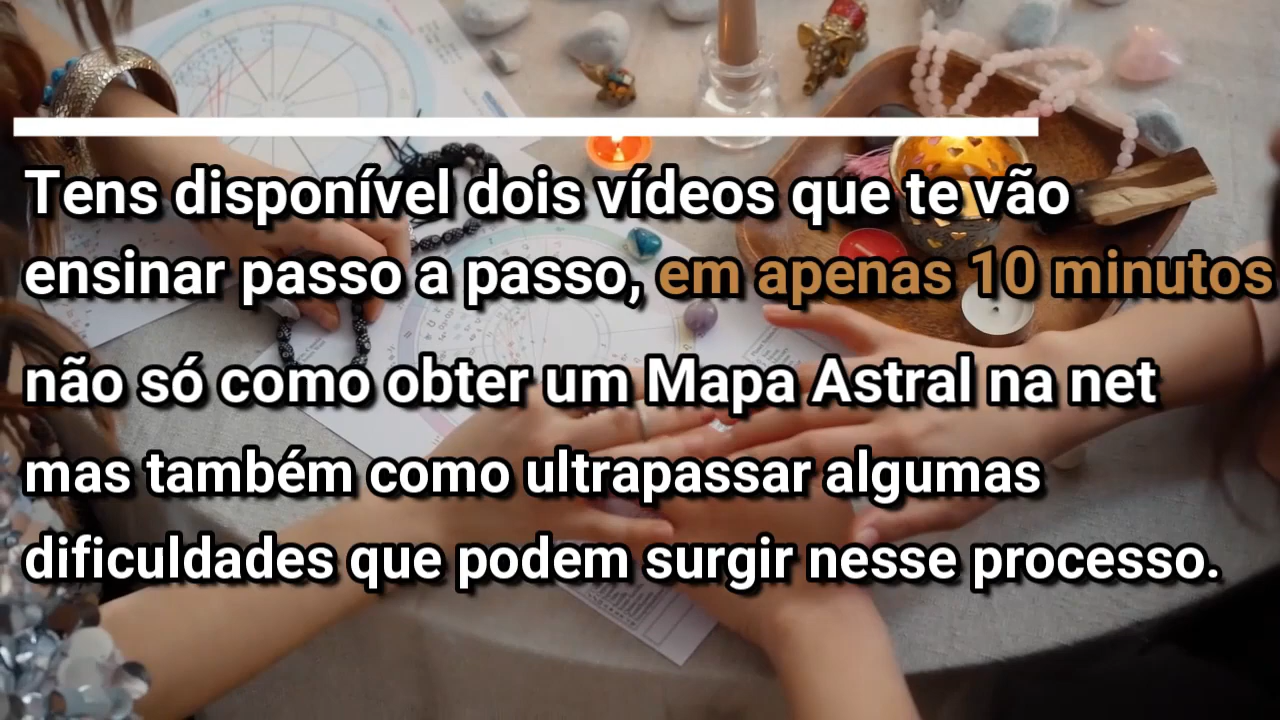 Tens disponível dois vídeos que te vão
ensinar passo a passo, em apenas 10 minutos
não só como obter um Mapa Astral na net
mas também como ultrapassar algumas
dificuldades que podem surgir nesse processo.